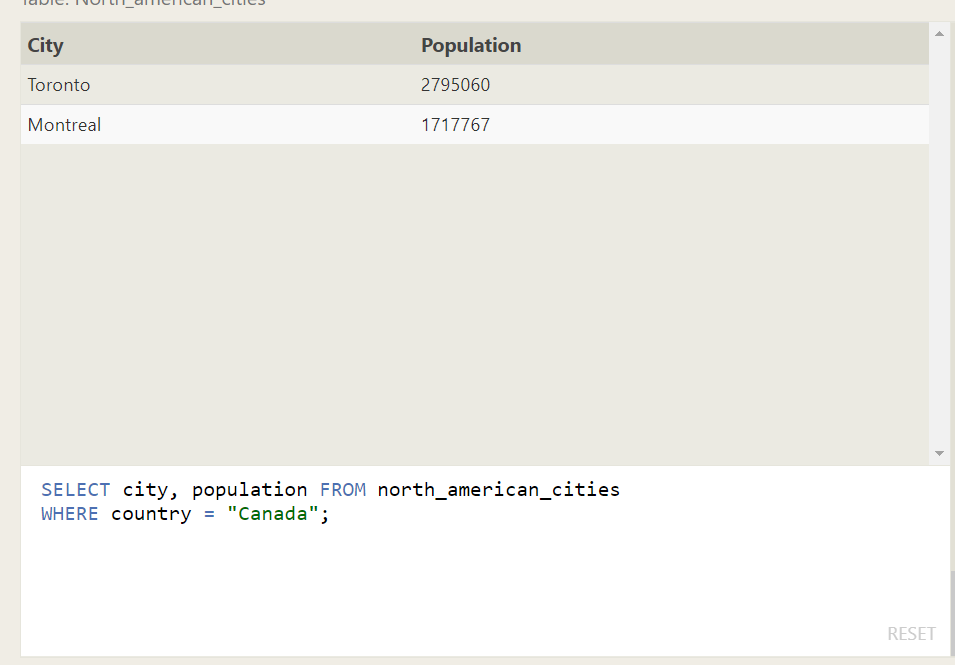 Table: North_american_cities
City Population
Toronto 2795060
Montreal 1717767
SELECT city, population FROM north_american_cities
WHERE country = "Canada";
RESET